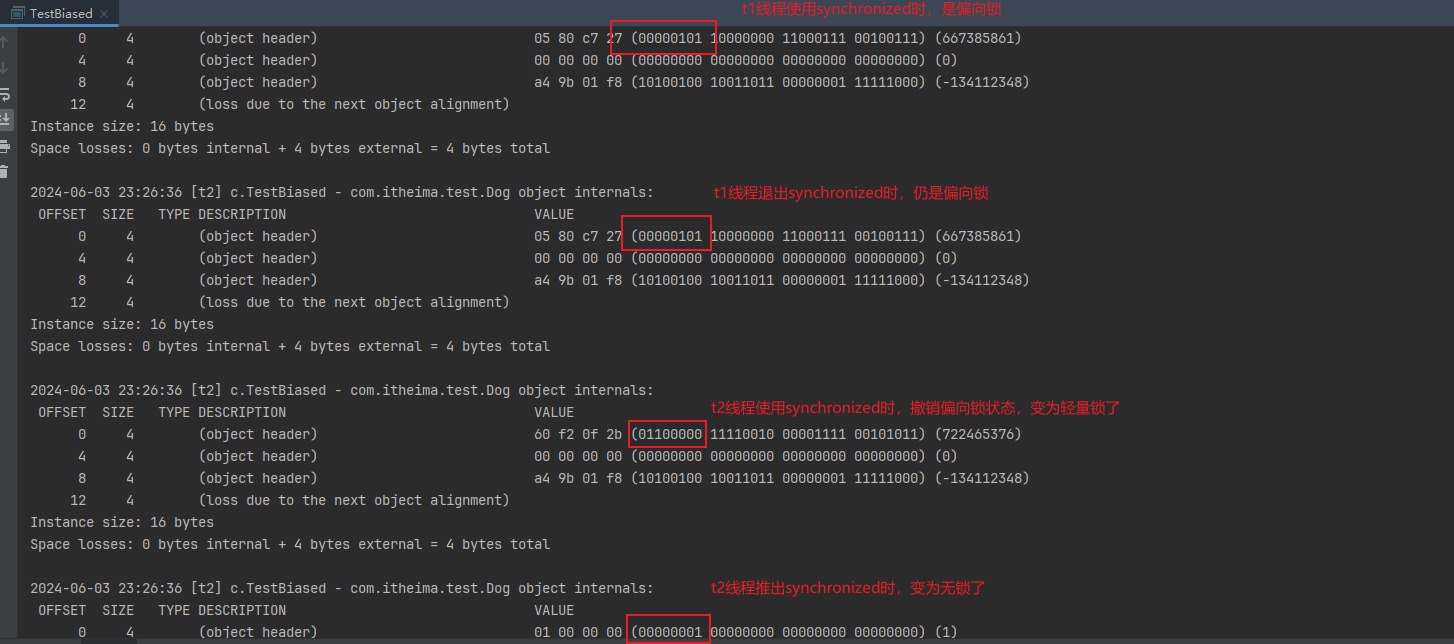 TestBiased ×
t1线程使用synchronized时，是偏向锁
0 4 (object header) 05 80 c7 27 (00000101 10000000 11000111 00100111) (667385861)
4 4 (object header) 00 00 00 00 (00000000 00000000 00000000 00000000) (0)
8 4 (object header) a4 9b 01 f8 (10100100 10011011 00000001 11111000) (-134112348)
12 4 (loss due to the next object alignment)
Instance size: 16 bytes
Space losses: 0 bytes internal + 4 bytes external = 4 bytes total
2024-06-03 23:26:36 [t2] c.TestBiased - com.itheima.test.Dog object internals: t1线程退出synchronized时，仍是偏向锁
OFFSET SIZE TYPE DESCRIPTION VALUE
0 4 (object header) 05 80 c7 27 (00000101 10000000 11000111 00100111) (667385861)
4 4 (object header) 00 00 00 00 (00000000 00000000 00000000 00000000) (0)
8 4 (object header) a4 9b 01 f8 (10100100 10011011 00000001 11111000) (-134112348)
12 4 (loss due to the next object alignment)
Instance size: 16 bytes
Space losses: 0 bytes internal + 4 bytes external = 4 bytes total
2024-06-03 23:26:36 [t2] c.TestBiased - com.itheima.test.Dog object internals:
OFFSET SIZE TYPE DESCRIPTION VALUE t2线程使用synchronized时，撤销偏向锁状态，变为轻量锁了
0 4 (object header) 60 f2 0f 2b (01100000 11110010 00001111 00101011) (722465376)
4 4 (object header) 00 00 00 00 (00000000 00000000 00000000 00000000) (0)
8 4 (object header) a4 9b 01 f8 (10100100 10011011 00000001 11111000) (-134112348)
12 4 (loss due to the next object alignment)
Instance size: 16 bytes
Space losses: 0 bytes internal + 4 bytes external = 4 bytes total
2024-06-03 23:26:36 [t2] c.TestBiased - com.itheima.test.Dog object internals: t2线程推出synchronized时，变为无锁了
OFFSET SIZE TYPE DESCRIPTION VALUE
0 4 (object header) 01 00 00 00 (00000001 00000000 00000000 00000000) (1)